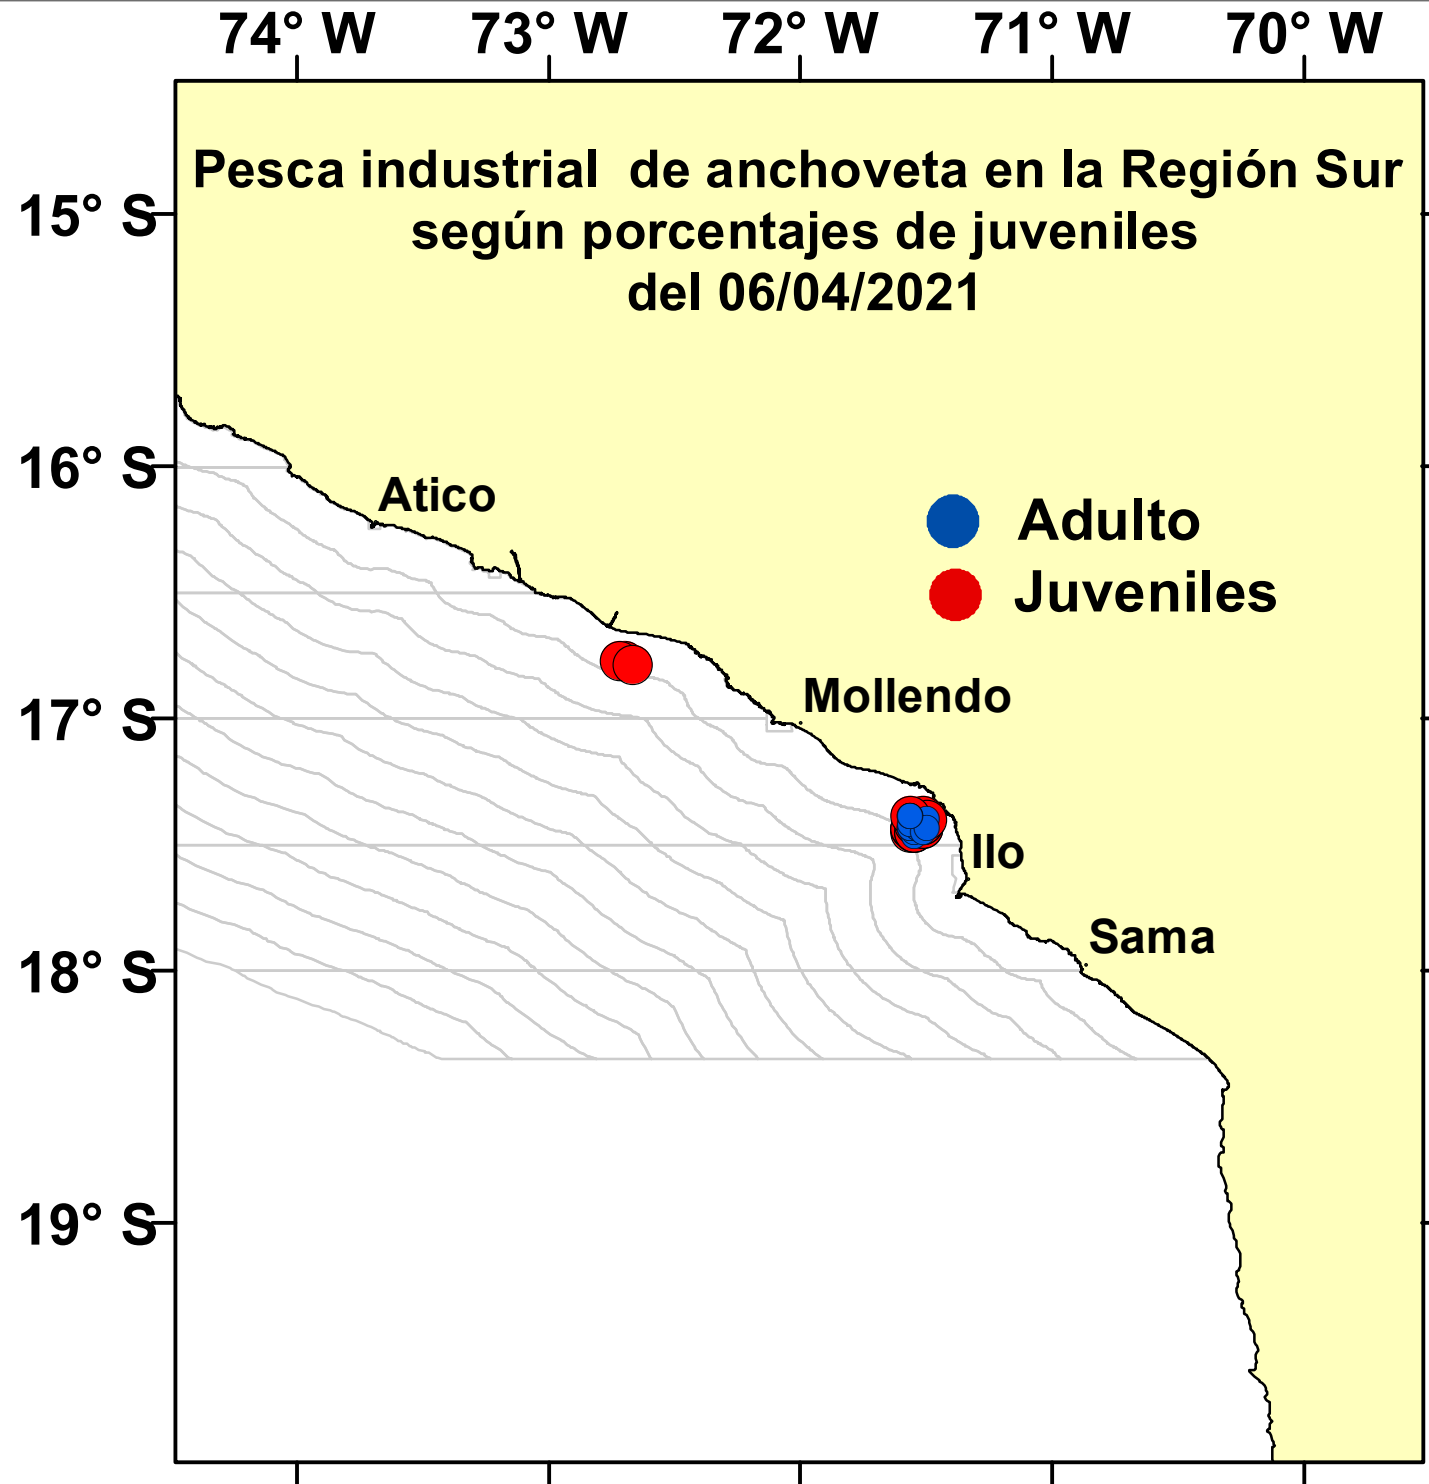 74° W 73° W 72° W 71° W 70° W
Pesca industrial de anchoveta en la Región Sur
según porcentajes de juveniles
del 06/04/2021
15° S
16° S
Atico
Adulto
Juveniles
Mollendo
17° S
Ilo
Sama
18° S
19° S